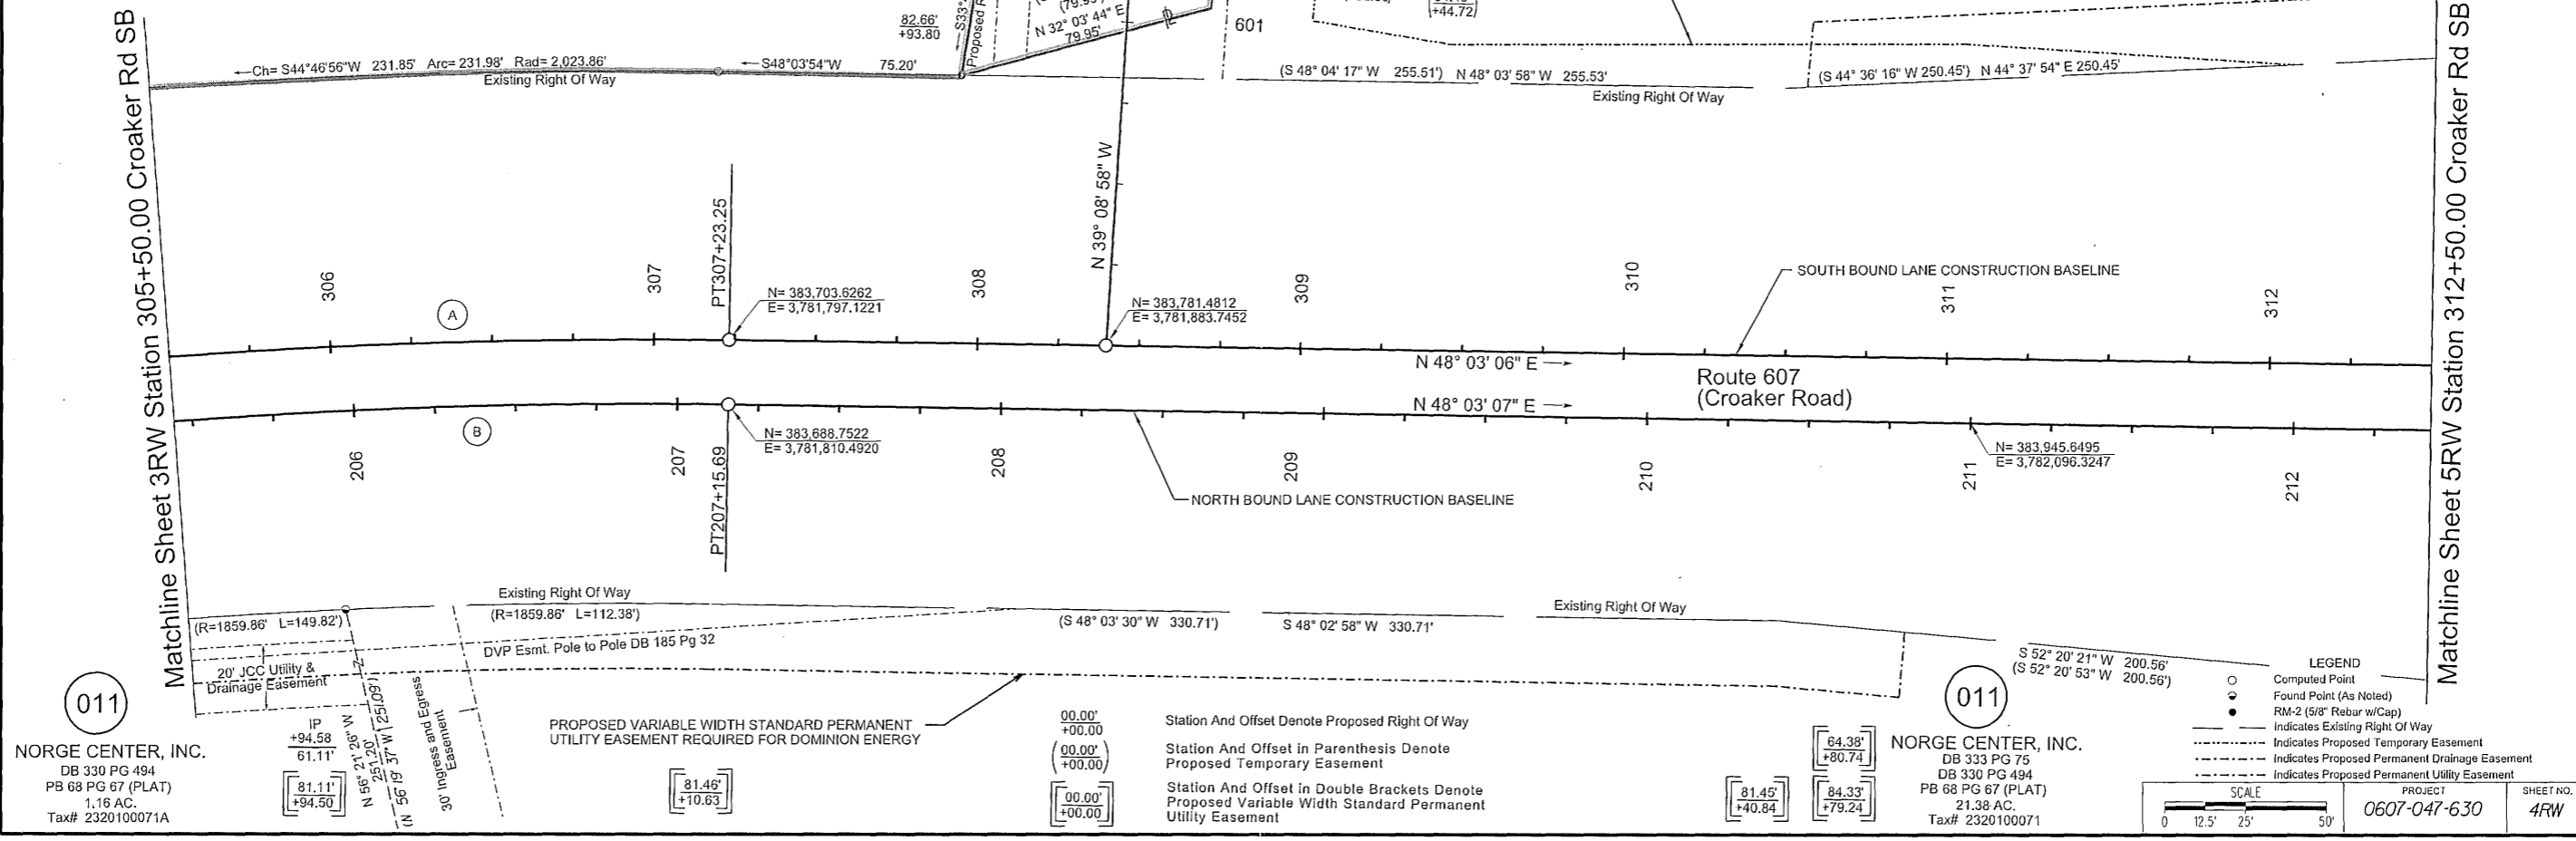 Matchline Sheet 3RW Station 305+50.00 Croaker Rd SB
82.66'
+93.80
S33°
Proposed R
(79.95
N 32° 03' 44" E
79.95'
601
+44.72)
Ch= S44°46'56"W 231.85' Arc= 231.98' Rad= 2,023.86'
S48°03'54"W 75.20'
Existing Right Of Way
(S 48° 04' 17" W 255.51') N 48° 03' 58" W 255.53'
(S 44° 36' 16" W 250.45') N 44° 37' 54" E 250.45'
Existing Right Of Way
N 39° 08' 58" W
306
307
PT307+23.25
308
309
310
311
312
SOUTH BOUND LANE CONSTRUCTION BASELINE
A
N= 383,703.6262
E= 3,781,797.1221
N= 383,781.4812
E= 3,781,883.7452
N 48° 03' 06" E
Route 607
(Croaker Road)
N 48° 03' 07" E
B
N= 383,688.7522
E= 3,781,810.4920
N= 383,945.6495
E= 3,782,096.3247
206
207
PT207+15.69
208
209
210
211
212
NORTH BOUND LANE CONSTRUCTION BASELINE
Matchline Sheet 5RW Station 312+50.00 Croaker Rd SB
Existing Right Of Way
(R=1859.86' L=149.82')
(R=1859.86' L=112.38')
(S 48° 03' 30" W 330.71')
S 48° 02' 58" W 330.71'
Existing Right Of Way
DVP Esmt. Pole to Pole DB 185 Pg 32
20' JCC Utility &
Drainage Easement
S 52° 20' 21" W 200.56'
(S 52° 20' 53" W 200.56')
011
NORGE CENTER, INC.
DB 330 PG 494
PB 68 PG 67 (PLAT)
1.16 AC.
Tax# 2320100071A
IP
+94.58
61.11'
[81.11'
+94.50]
N 56° 21' 26" W
251.20'
(N 56° 19' 37" W 251.09')
30' Ingress and Egress
Easement
PROPOSED VARIABLE WIDTH STANDARD PERMANENT
UTILITY EASEMENT REQUIRED FOR DOMINION ENERGY
[81.46'
+10.63]
00.00'
+00.00
Station And Offset Denote Proposed Right Of Way
(00.00'
+00.00)
Station And Offset in Parenthesis Denote
Proposed Temporary Easement
[00.00'
+00.00]
Station And Offset in Double Brackets Denote
Proposed Variable Width Standard Permanent
Utility Easement
[81.45'
+40.84]
[64.38'
+80.74]
[84.33'
+79.24]
011
NORGE CENTER, INC.
DB 333 PG 75
DB 330 PG 494
PB 68 PG 67 (PLAT)
21.38 AC.
Tax# 2320100071
LEGEND
Computed Point
Found Point (As Noted)
RM-2 (5/8" Rebar w/Cap)
Indicates Existing Right Of Way
Indicates Proposed Temporary Easement
Indicates Proposed Permanent Drainage Easement
Indicates Proposed Permanent Utility Easement
SCALE
0 12.5' 25' 50'
PROJECT
0607-047-630
SHEET NO.
4RW